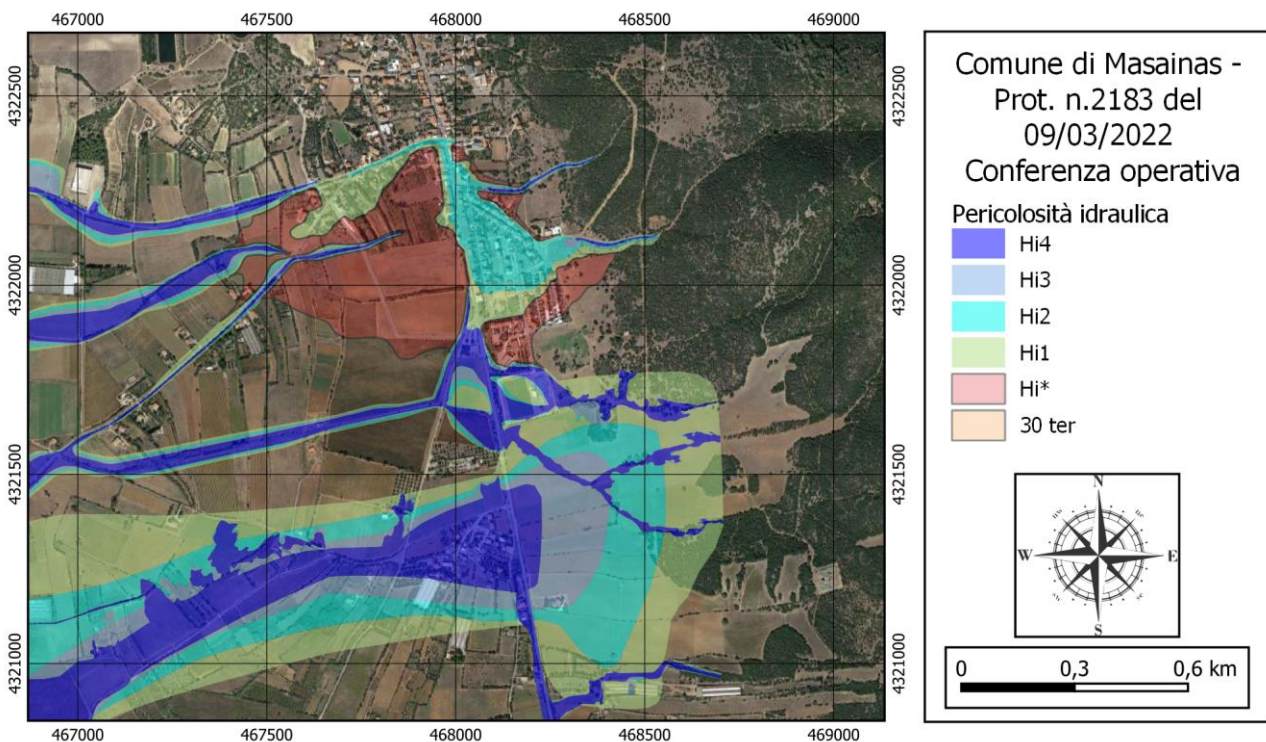 467000 467500 468000 468500 469000
4322500 4322500
4322000 4322000
4321500 4321500
4321000 4321000
467000 467500 468000 468500 469000
Comune di Masainas -
Prot. n.2183 del
09/03/2022
Conferenza operativa
Pericolosità idraulica
Hi4
Hi3
Hi2
Hi1
Hi*
30 ter
N
W E
S
0 0,3 0,6 km